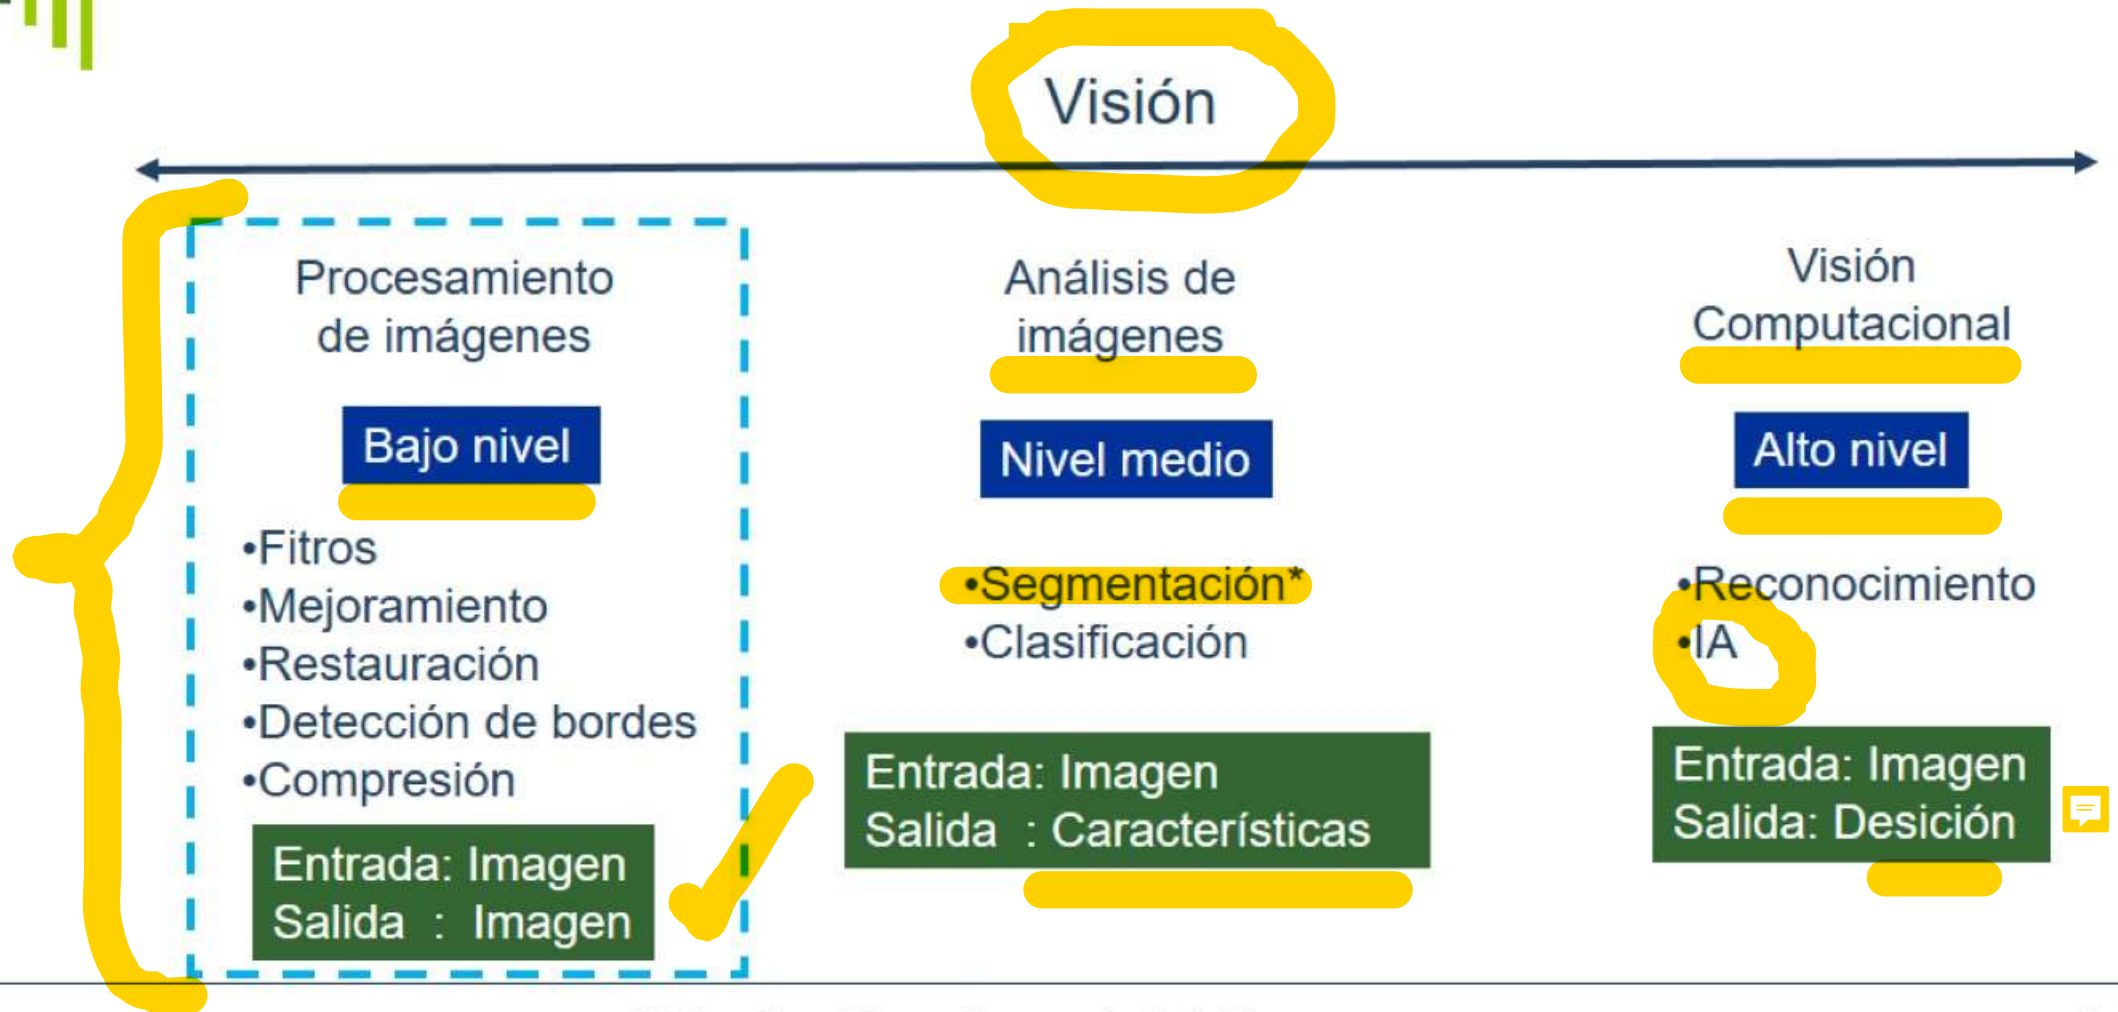 Visión
Procesamiento
de imágenes
Bajo nivel
•Fitros
•Mejoramiento
•Restauración
•Detección de bordes
•Compresión
Entrada: Imagen
Salida : Imagen
Análisis de
imágenes
Nivel medio
•Segmentación*
•Clasificación
Entrada: Imagen
Salida : Características
Visión
Computacional
Alto nivel
•Reconocimiento
•IA
Entrada: Imagen
Salida: Desición